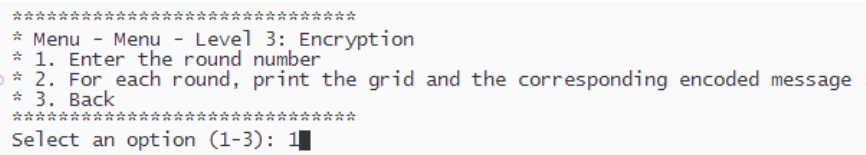 ******************************
* Menu - Menu - Level 3: Encryption
* 1. Enter the round number
* 2. For each round, print the grid and the corresponding encoded message
* 3. Back
******************************
Select an option (1-3): 1